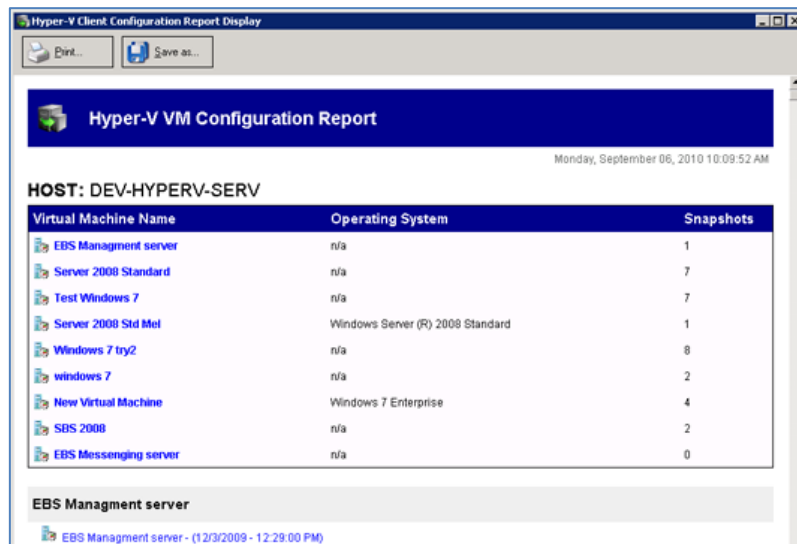 Hyper-V Client Configuration Report Display
Print... Save as...
Hyper-V VM Configuration Report
Monday, September 06, 2010 10:09:52 AM
HOST: DEV-HYPERV-SERV
Virtual Machine Name Operating System Snapshots
EBS Managment server n/a 1
Server 2008 Standard n/a 7
Test Windows 7 n/a 7
Server 2008 Std Mel Windows Server (R) 2008 Standard 1
Windows 7 try2 n/a 8
windows 7 n/a 2
New Virtual Machine Windows 7 Enterprise 4
SBS 2008 n/a 2
EBS Messenging server n/a 0
EBS Managment server
EBS Managment server - (12/3/2009 - 12:29:00 PM)